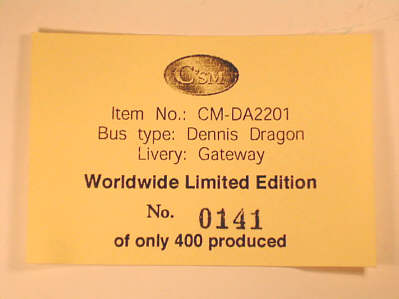 CSM
Item No.: CM-DA2201
Bus type: Dennis Dragon
Livery: Gateway
Worldwide Limited Edition
No. 0141
of only 400 produced